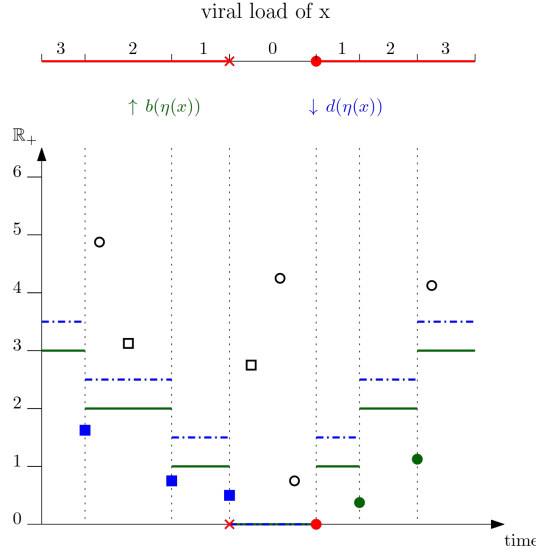 viral load of x
3 2 1 0 1 2 3
↑ b(η(x)) ↓ d(η(x))
ℝ₊
6
5
4
3
2
1
0
time